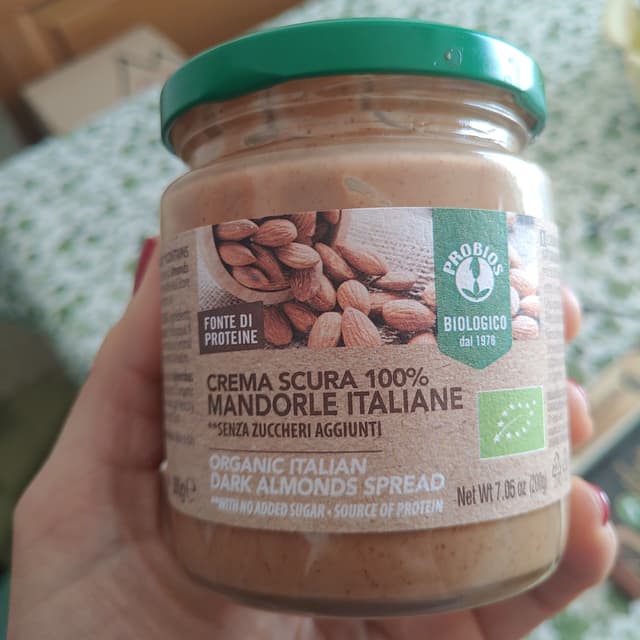 PROBIOS
BIOLOGICO
dal 1978
FONTE DI
PROTEINE
CREMA SCURA 100%
MANDORLE ITALIANE
**SENZA ZUCCHERI AGGIUNTI
ORGANIC ITALIAN
DARK ALMONDS SPREAD
**WITH NO ADDED SUGAR • SOURCE OF PROTEIN
Net Wt 7.05 oz (200g)